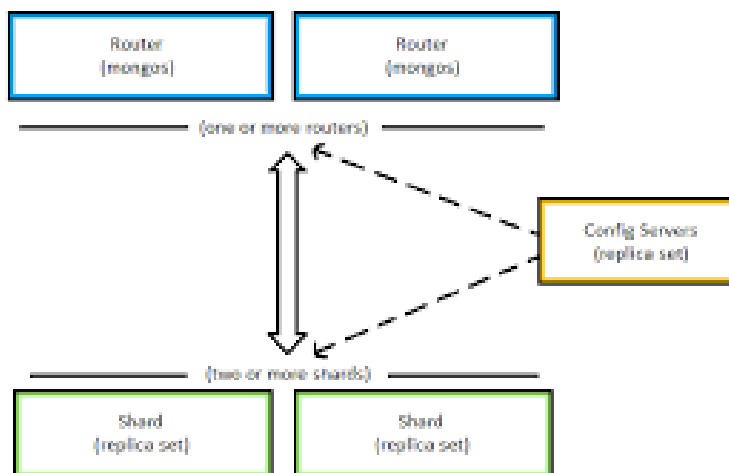 Router
(mongos)
Router
(mongos)
(one or more routers)
Config Servers
(replica set)
(two or more shards)
Shard
(replica set)
Shard
(replica set)